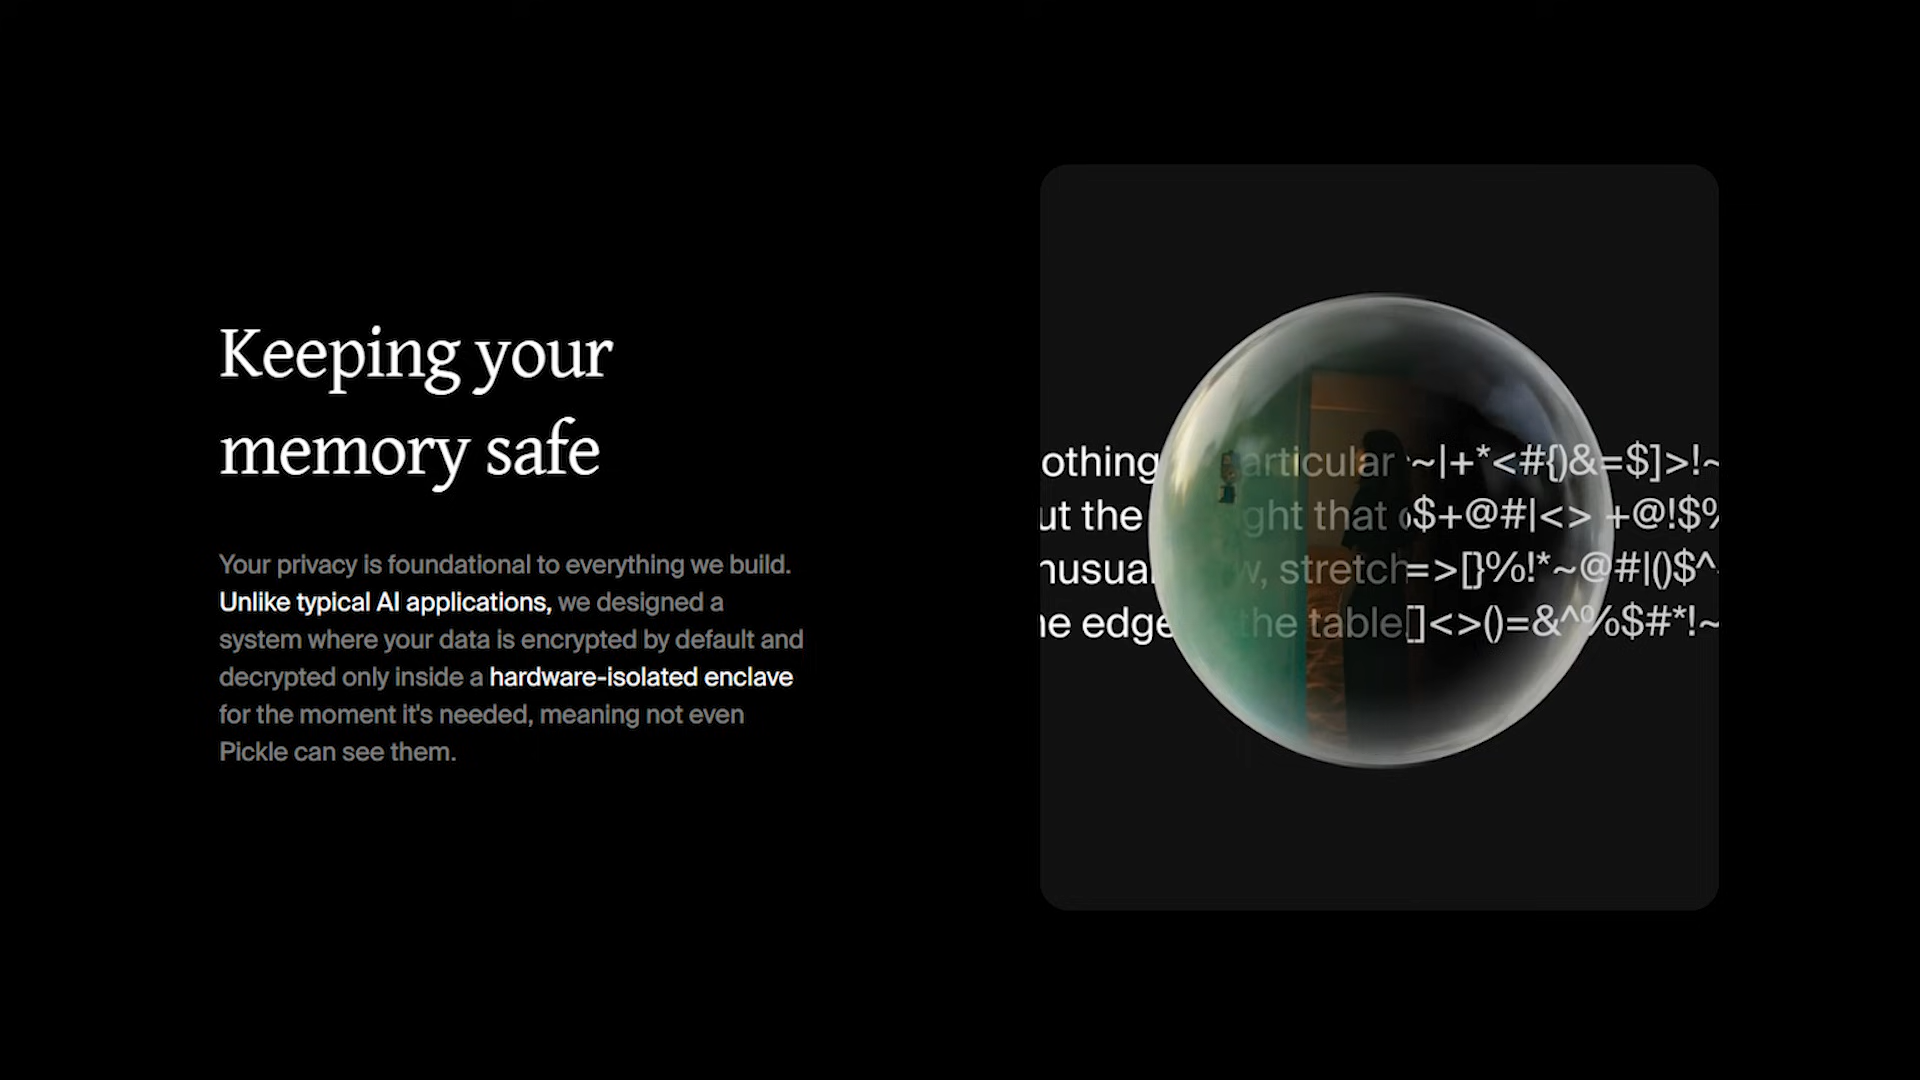 Keeping your
memory safe
Your privacy is foundational to everything we build.
Unlike typical AI applications, we designed a
system where your data is encrypted by default and
decrypted only inside a hardware-isolated enclave
for the moment it's needed, meaning not even
Pickle can see them.
othing articular ~|+*<#{)&=$]>!~
ut the ght that $+@#|<> +@!$%
nusual w, stretch=>[}%!*~@#|()$^
ne edge the table[]<>()=&^%$#*!~